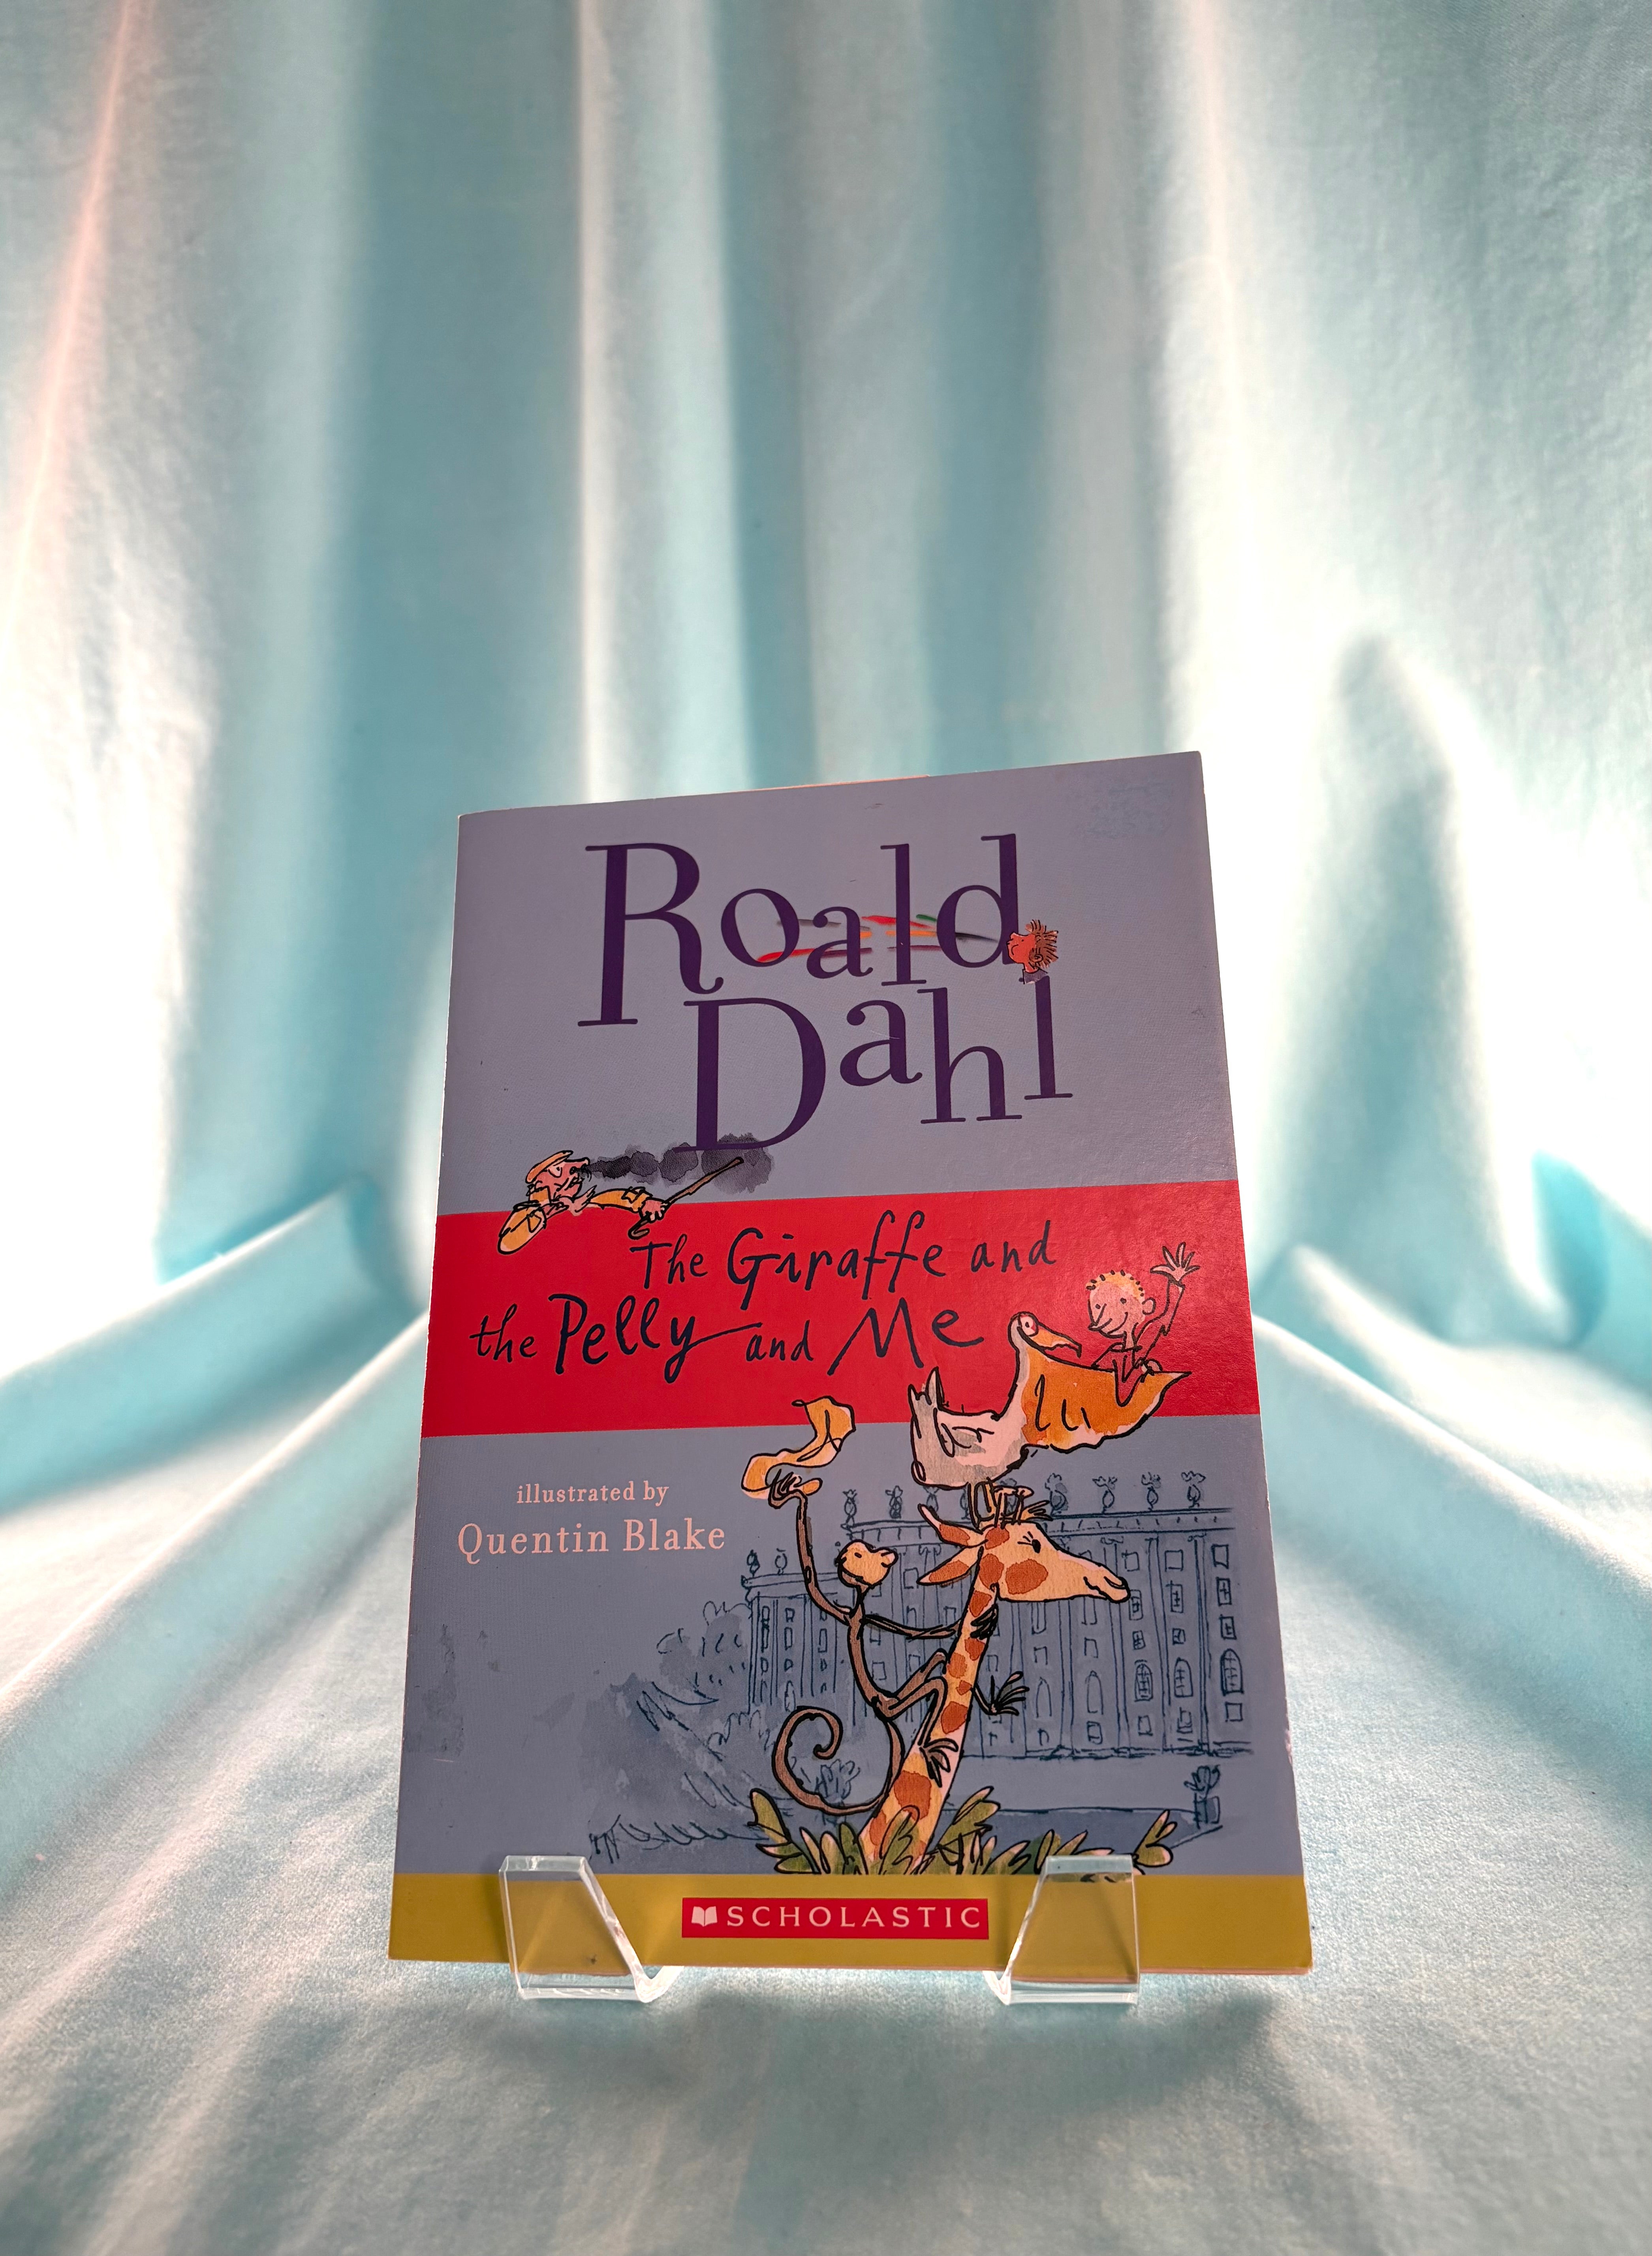 Roald
Dahl
The Giraffe and
the Pelly and Me
illustrated by
Quentin Blake
SCHOLASTIC